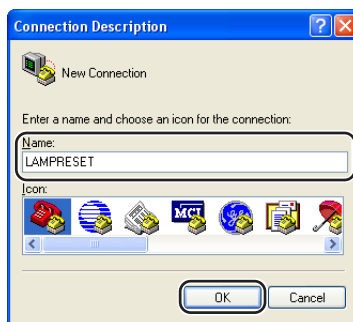 Connection Description
New Connection
Enter a name and choose an icon for the connection:
Name:
LAMPRESET
Icon:
MCI
OK
Cancel